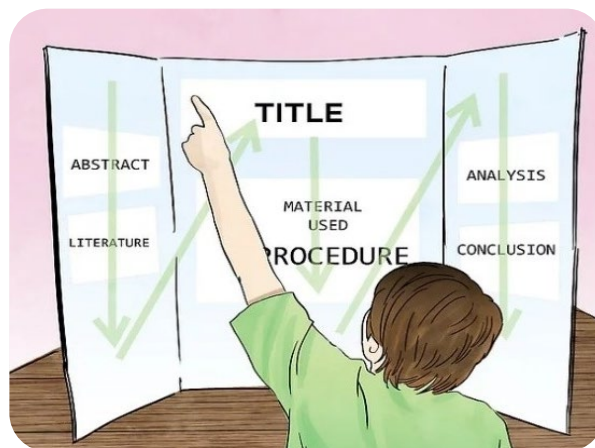 ABSTRACT
LITERATURE
TITLE
MATERIAL
USED
PROCEDURE
ANALYSIS
CONCLUSION